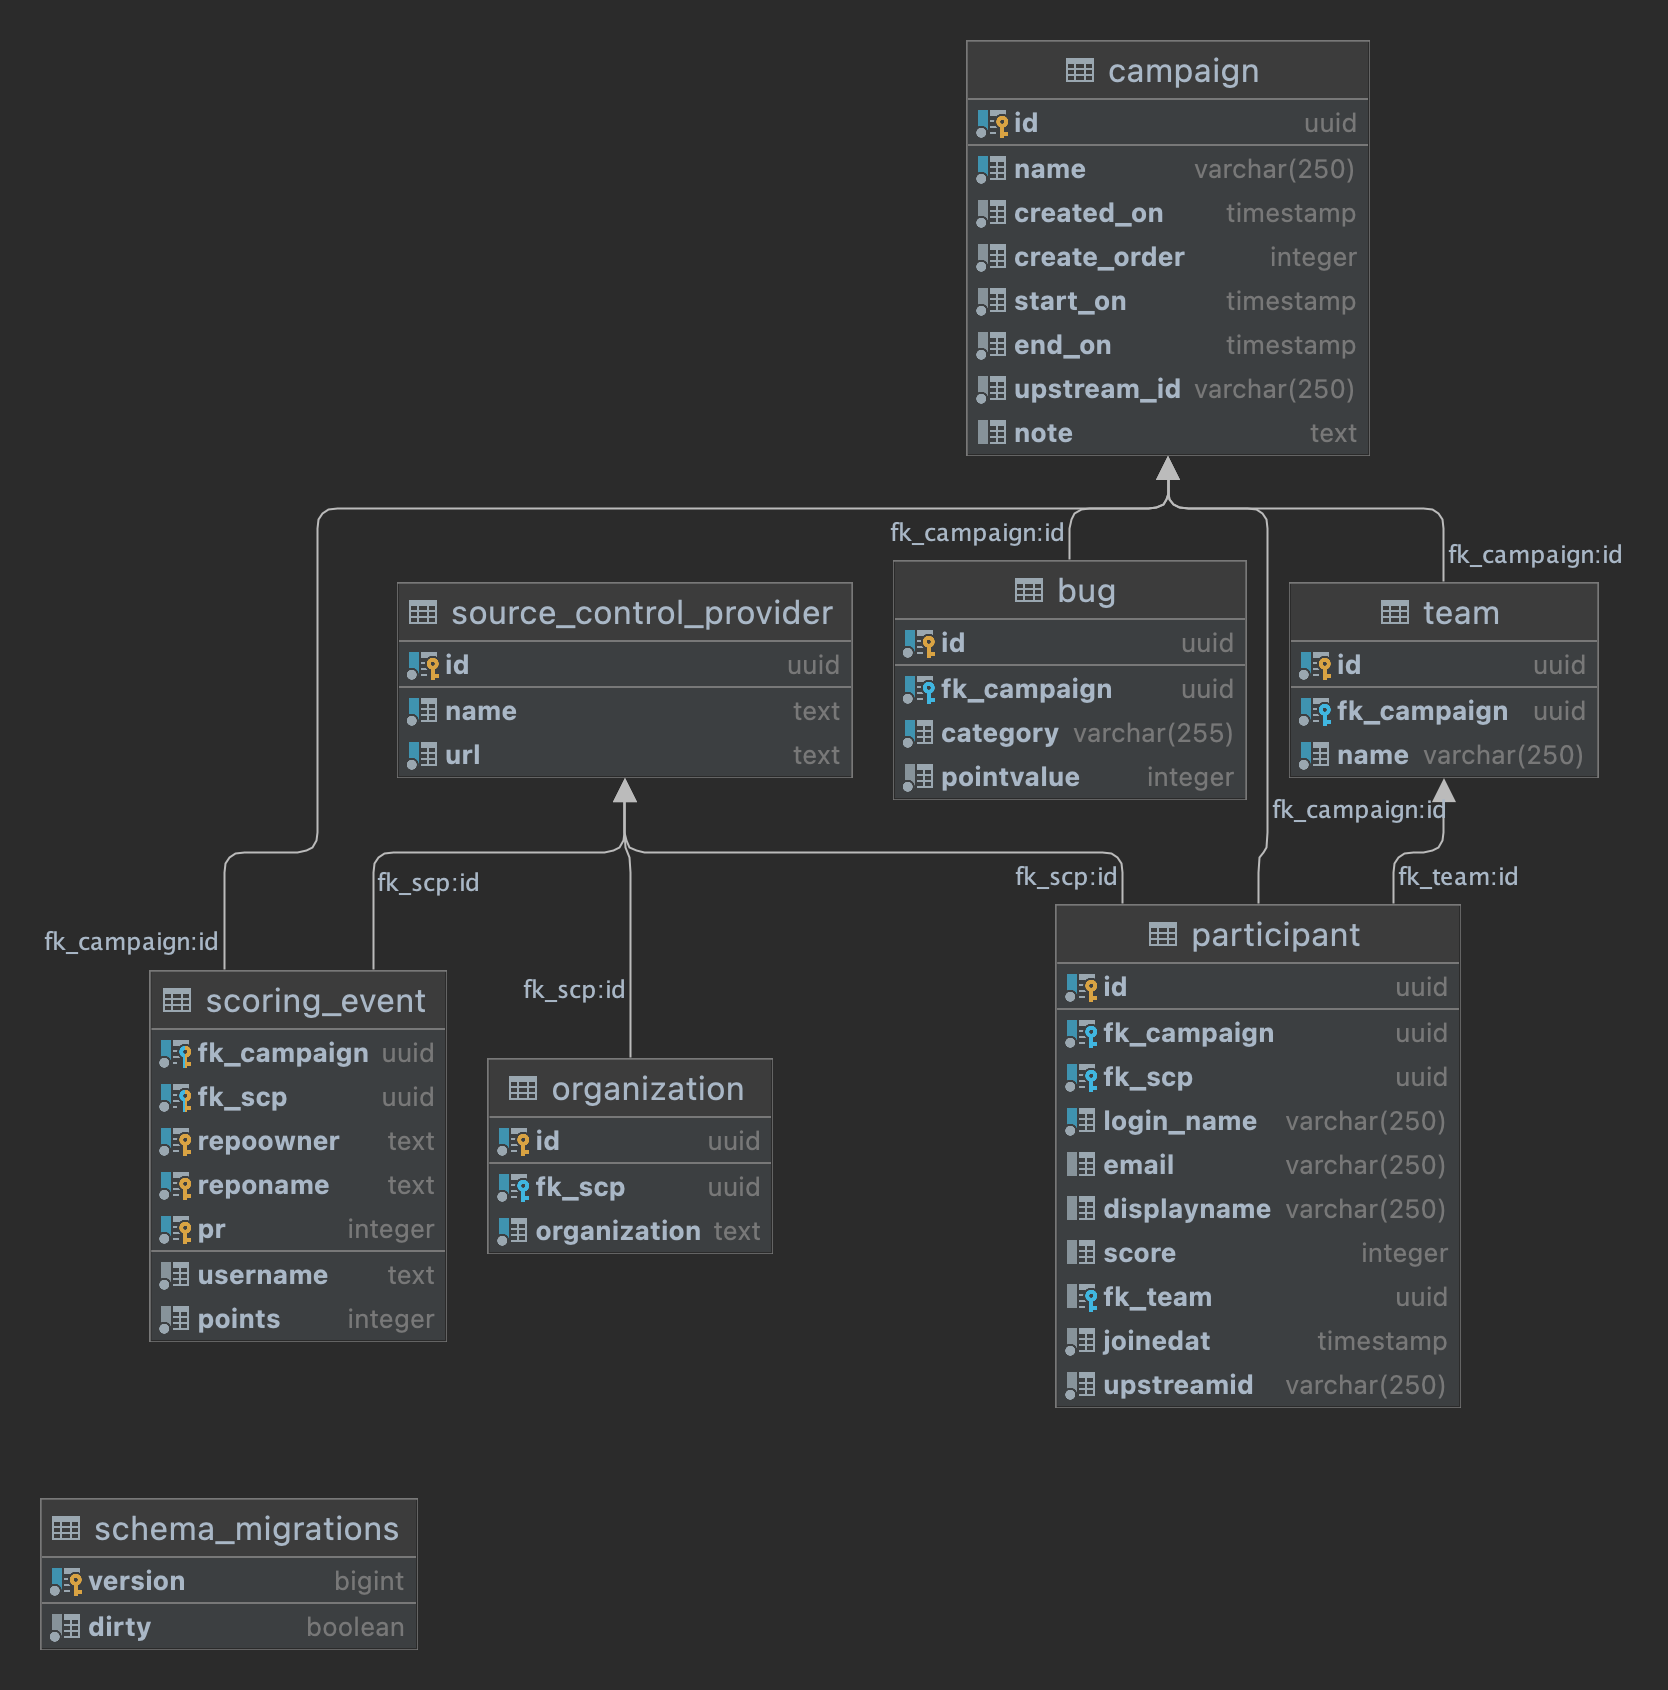 campaign
id uuid
name varchar(250)
created_on timestamp
create_order integer
start_on timestamp
end_on timestamp
upstream_id varchar(250)
note text
fk_campaign:id
fk_campaign:id
source_control_provider
id uuid
name text
url text
bug
id uuid
fk_campaign uuid
category varchar(255)
pointvalue integer
team
id uuid
fk_campaign uuid
name varchar(250)
fk_campaign:id
fk_scp:id
fk_scp:id
fk_team:id
fk_campaign:id
fk_scp:id
scoring_event
fk_campaign uuid
fk_scp uuid
repoowner text
reponame text
pr integer
username text
points integer
organization
id uuid
fk_scp uuid
organization text
participant
id uuid
fk_campaign uuid
fk_scp uuid
login_name varchar(250)
email varchar(250)
displayname varchar(250)
score integer
fk_team uuid
joinedat timestamp
upstreamid varchar(250)
schema_migrations
version bigint
dirty boolean